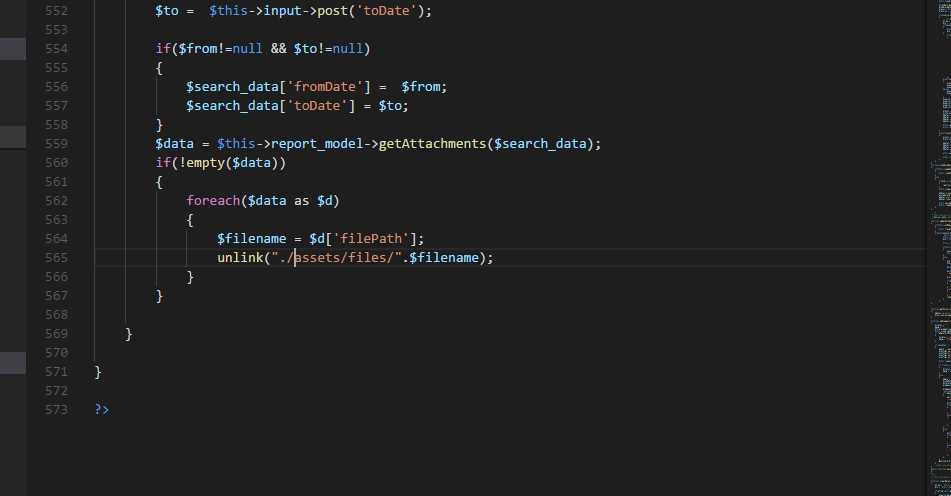 552 $to =  $this->input->post('toDate');
553
554 if($from!=null && $to!=null)
555 {
556 $search_data['fromDate'] =  $from;
557 $search_data['toDate'] = $to;
558 }
559 $data = $this->report_model->getAttachments($search_data);
560 if(!empty($data))
561 {
562 foreach($data as $d)
563 {
564 $filename = $d['filePath'];
565 unlink("./assets/files/".$filename);
566 }
567 }
568
569 }
570
571 }
572
573 ?>